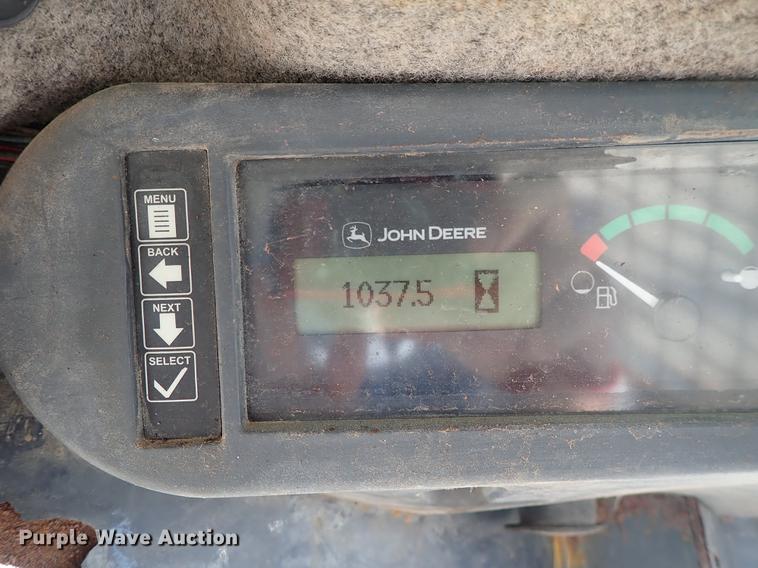 MENU
BACK
NEXT
SELECT
JOHN DEERE
1037.5
Purple Wave Auction